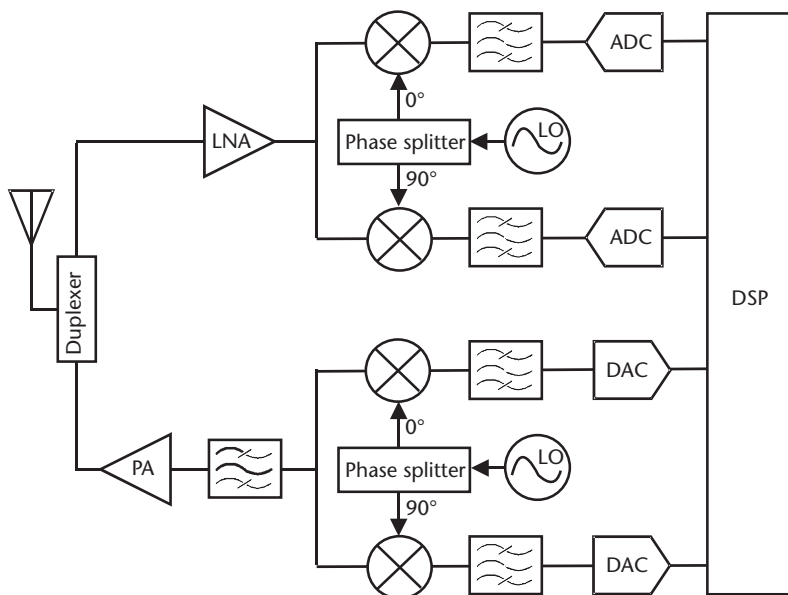 ADC
LNA
0°
Phase splitter
LO
90°
ADC
Duplexer
DSP
DAC
0°
PA
Phase splitter
LO
90°
DAC